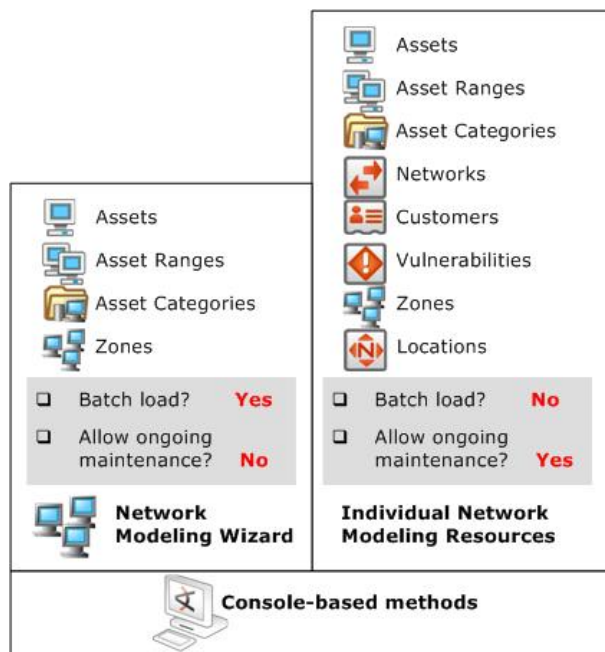 Assets
Asset Ranges
Asset Categories
Zones
❑ Batch load? Yes
❑ Allow ongoing
maintenance? No
Network
Modeling Wizard
Assets
Asset Ranges
Asset Categories
Networks
Customers
Vulnerabilities
Zones
N
Locations
❑ Batch load? No
❑ Allow ongoing
maintenance? Yes
Individual Network
Modeling Resources
Console-based methods